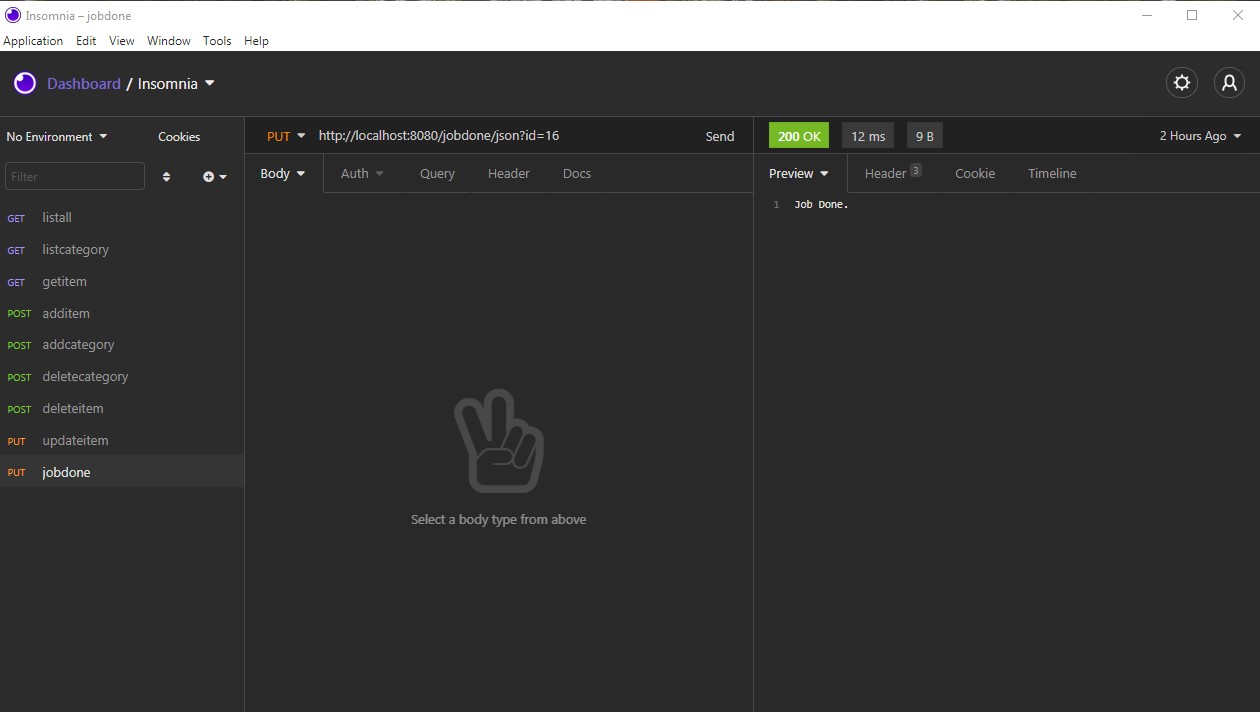 Insomnia – jobdone
Application Edit View Window Tools Help
Dashboard / Insomnia
No Environment Cookies
Filter
GET listall
GET listcategory
GET getitem
POST additem
POST addcategory
POST deletecategory
POST deleteitem
PUT updateitem
PUT jobdone
PUT http://localhost:8080/jobdone/json?id=16 Send
Body Auth Query Header Docs
Select a body type from above
200 OK 12 ms 9 B 2 Hours Ago
Preview Header 3 Cookie Timeline
1 Job Done.